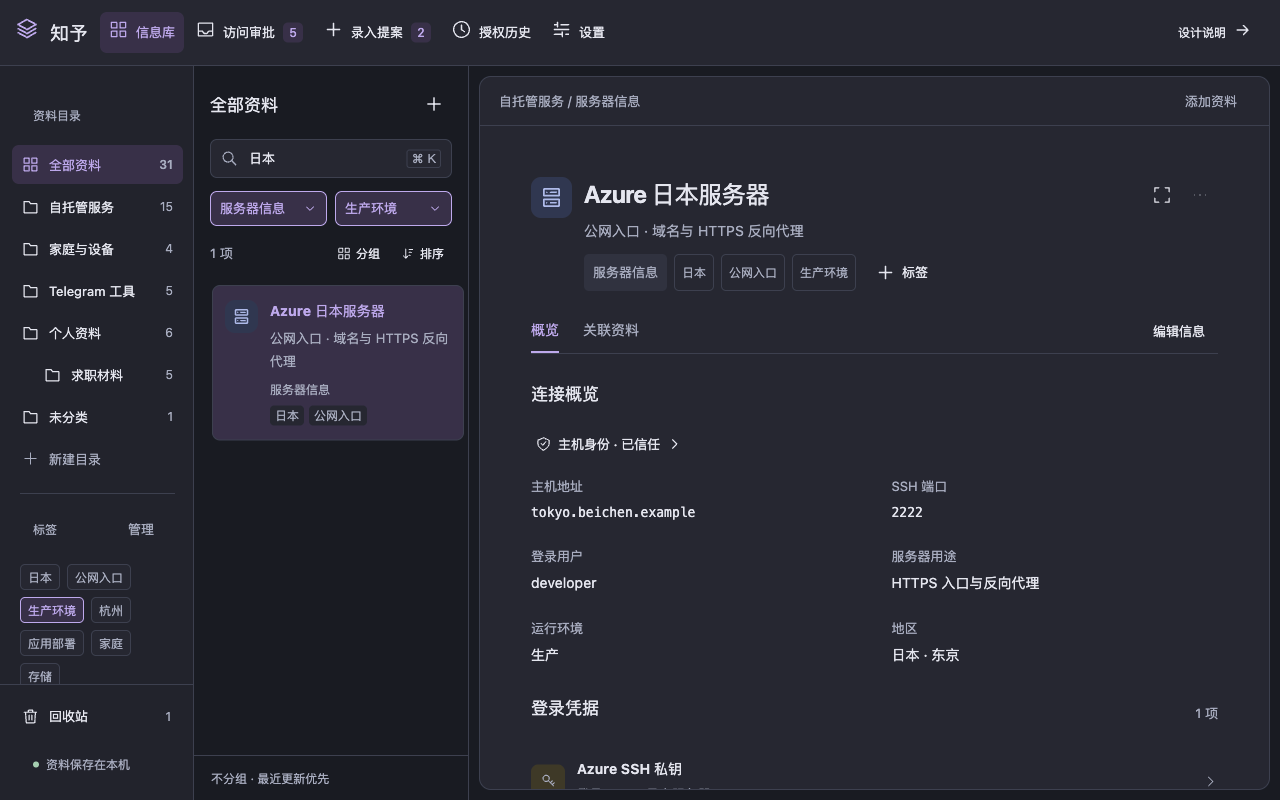 知予
信息库
访问审批 5
录入提案 2
授权历史
设置
设计说明
资料目录
全部资料 31
自托管服务 15
家庭与设备 4
Telegram 工具 5
个人资料 6
求职材料 5
未分类 1
新建目录
标签 管理
日本 公网入口
生产环境 杭州
应用部署 家庭
存储
回收站 1
资料保存在本机
全部资料
日本 ⌘ K
服务器信息 生产环境
1 项 分组 排序
Azure 日本服务器
公网入口 · 域名与 HTTPS 反向
代理
服务器信息
日本 公网入口
不分组 · 最近更新优先
自托管服务 / 服务器信息 添加资料
Azure 日本服务器
公网入口 · 域名与 HTTPS 反向代理
服务器信息 日本 公网入口 生产环境 标签
概览 关联资料 编辑信息
连接概览
主机身份 · 已信任
主机地址 SSH 端口
tokyo.beichen.example 2222
登录用户 服务器用途
developer HTTPS 入口与反向代理
运行环境 地区
生产 日本 · 东京
登录凭据 1 项
Azure SSH 私钥